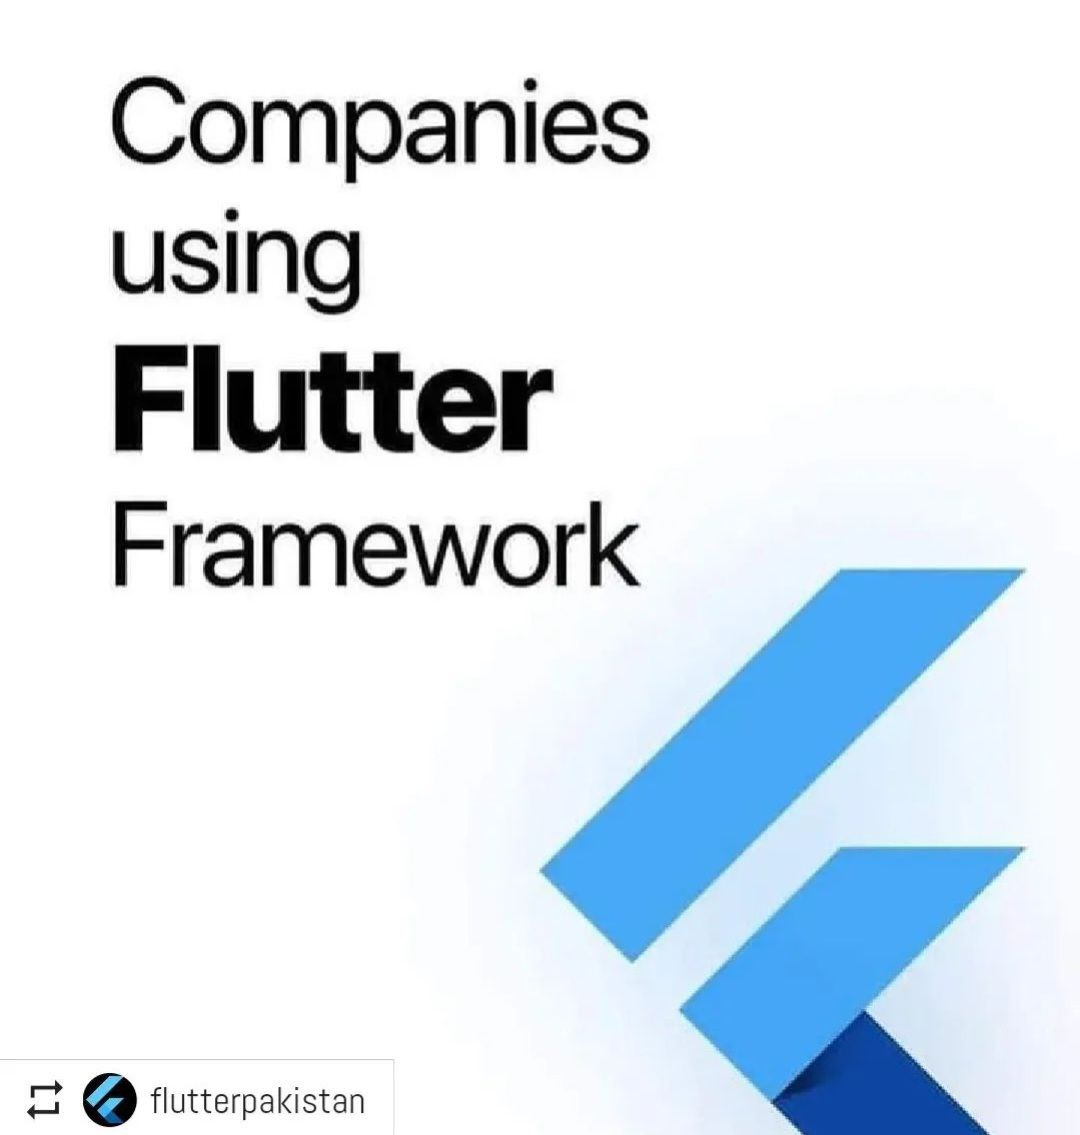 Companies
using
Flutter
Framework
flutterpakistan